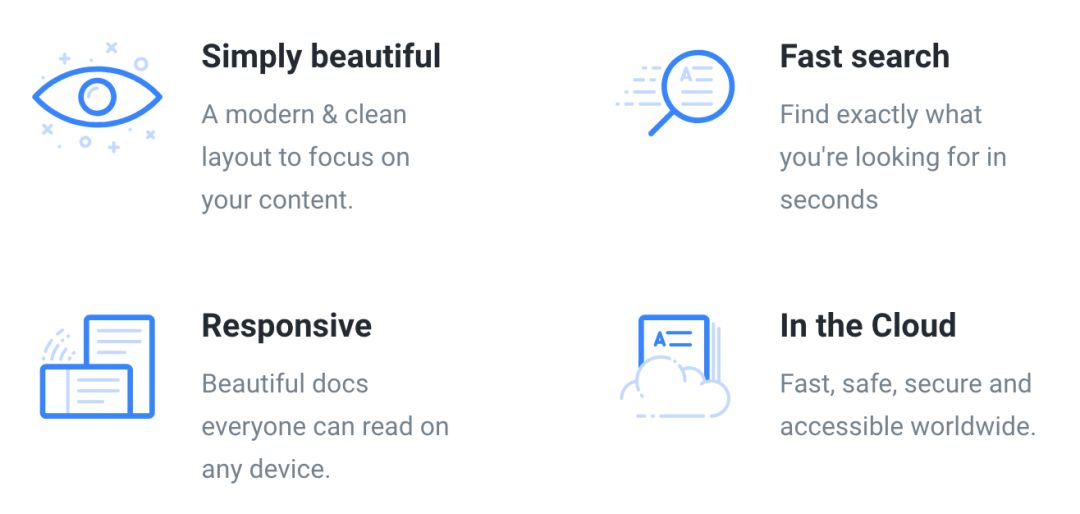 Simply beautiful
A modern & clean
layout to focus on
your content.
Fast search
A
Find exactly what
you're looking for in
seconds
Responsive
Beautiful docs
everyone can read on
any device.
In the Cloud
A
Fast, safe, secure and
accessible worldwide.